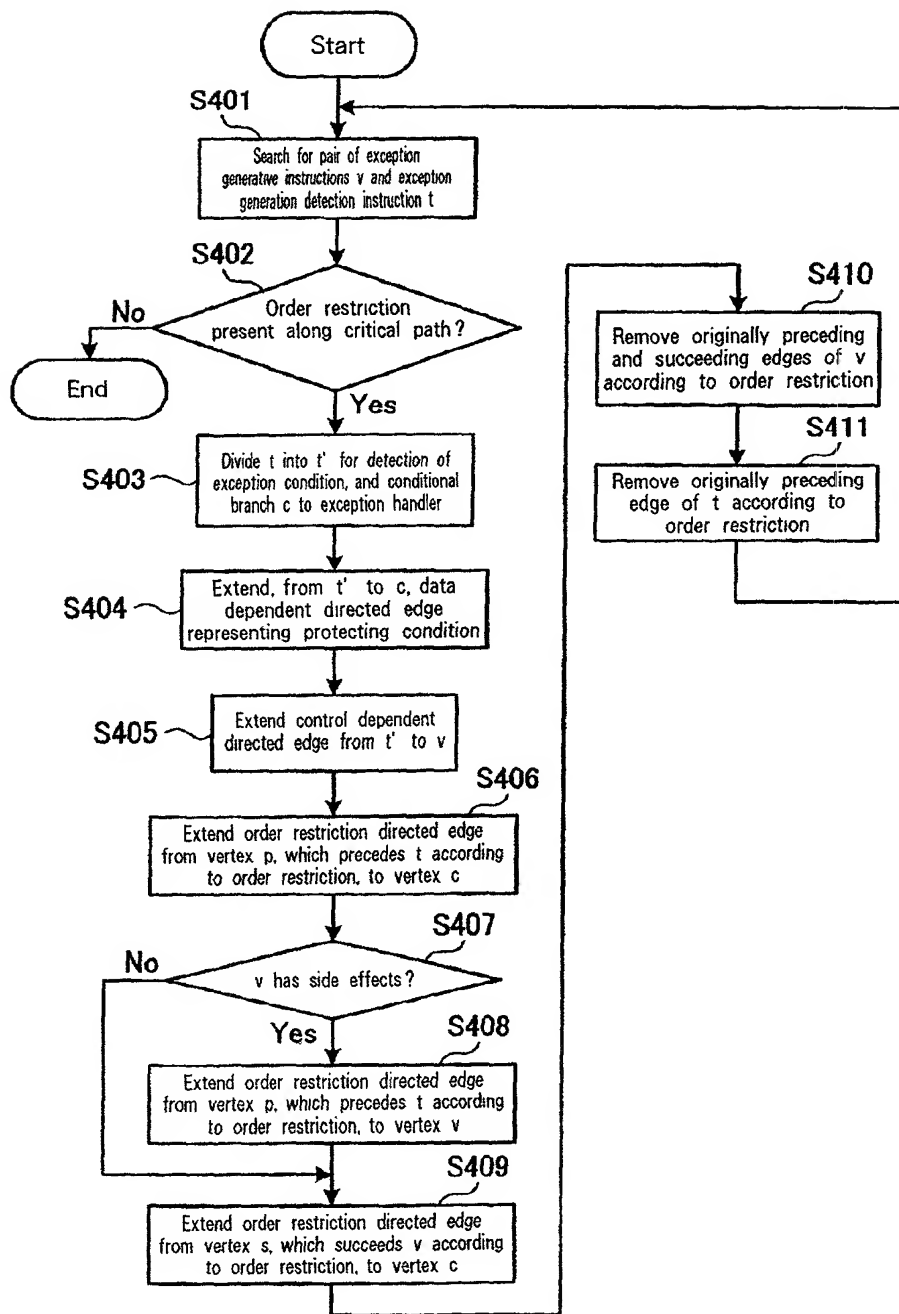 Start
S401
Search for pair of exception
generative instructions v and exception
generation detection instruction t
S402
Order restriction
present along critical path?
No
End
Yes
S403
Divide t into t' for detection of
exception condition, and conditional
branch c to exception handler
S404
Extend, from t' to c, data
dependent directed edge
representing protecting condition
S405
Extend control dependent
directed edge from t' to v
S406
Extend order restriction directed edge
from vertex p, which precedes t according
to order restriction, to vertex c
S407
No
v has side effects?
Yes
S408
Extend order restriction directed edge
from vertex p, which precedes t according
to order restriction, to vertex v
S409
Extend order restriction directed edge
from vertex s, which succeeds v according
to order restriction, to vertex c
S410
Remove originally preceding
and succeeding edges of v
according to order restriction
S411
Remove originally preceding
edge of t according to
order restriction